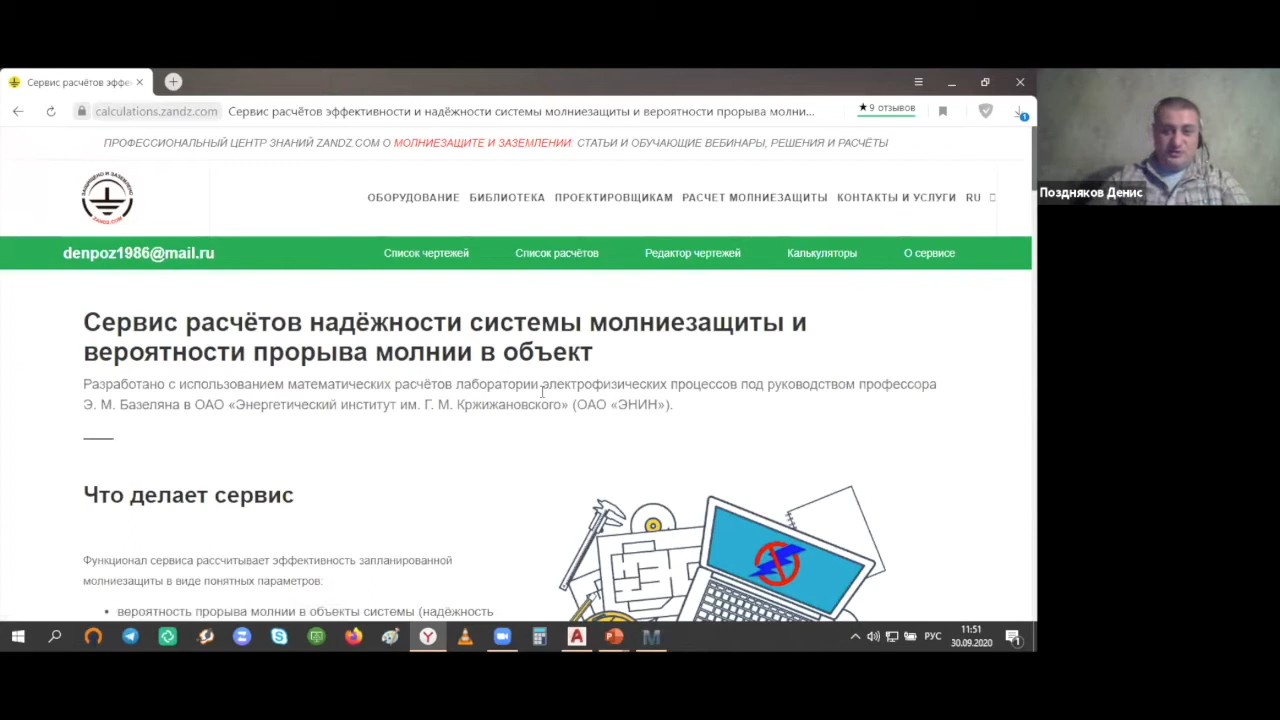 Сервис расчётов эффе
calculations.zandz.com Сервис расчётов эффективности и надёжности системы молниезащиты и вероятности прорыва молни... ★ 9 отзывов
ПРОФЕССИОНАЛЬНЫЙ ЦЕНТР ЗНАНИЙ ZANDZ.COM О МОЛНИЕЗАЩИТЕ И ЗАЗЕМЛЕНИИ: СТАТЬИ И ОБУЧАЮЩИЕ ВЕБИНАРЫ, РЕШЕНИЯ И РАСЧЁТЫ
ЗАЩИЩЕНО И ЗАЗЕМЛЕНО
ZANDZ.COM
ОБОРУДОВАНИЕ БИБЛИОТЕКА ПРОЕКТИРОВЩИКАМ РАСЧЕТ МОЛНИЕЗАЩИТЫ КОНТАКТЫ И УСЛУГИ RU
Поздняков Денис
denpoz1986@mail.ru Список чертежей Список расчётов Редактор чертежей Калькуляторы О сервисе
Сервис расчётов надёжности системы молниезащиты и
вероятности прорыва молнии в объект
Разработано с использованием математических расчётов лаборатории электрофизических процессов под руководством профессора
Э. М. Базеляна в ОАО «Энергетический институт им. Г. М. Кржижановского» (ОАО «ЭНИН»).
Что делает сервис
Функционал сервиса рассчитывает эффективность запланированной
молниезащиты в виде понятных параметров:
• вероятность прорыва молнии в объекты системы (надёжность
РУС
11:51
30.09.2020